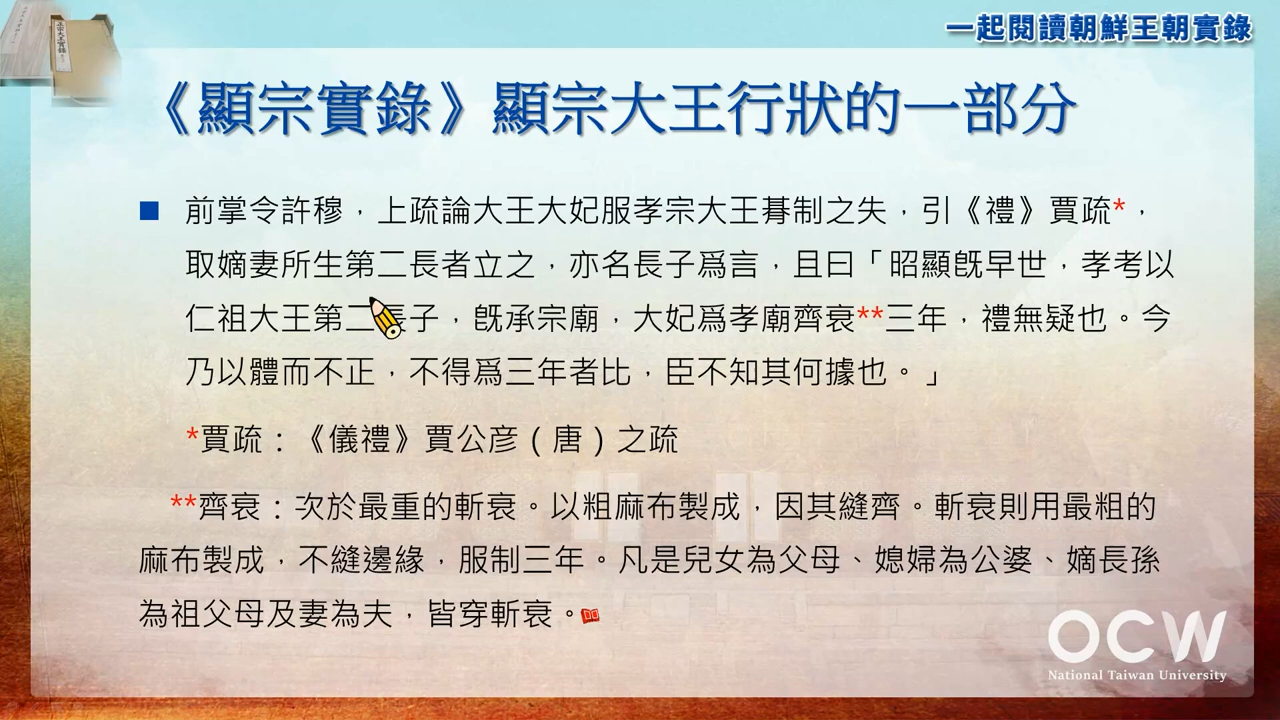 一起閱讀朝鮮王朝實錄
《顯宗實錄》顯宗大王行狀的一部分
■ 前掌令許穆，上疏論大王大妃服孝宗大王朞制之失，引《禮》賈疏*，
取嫡妻所生第二長者立之，亦名長子爲言，且曰「昭顯旣早世，孝考以
仁祖大王第二長子，旣承宗廟，大妃爲孝廟齊衰**三年，禮無疑也。今
乃以體而不正，不得爲三年者比，臣不知其何據也。」
*賈疏：《儀禮》賈公彦（唐）之疏
**齊衰：次於最重的斬衰。以粗麻布製成，因其縫齊。斬衰則用最粗的
麻布製成，不縫邊緣，服制三年。凡是兒女為父母、媳婦為公婆、嫡長孫
為祖父母及妻為夫，皆穿斬衰。
OCW
National Taiwan University